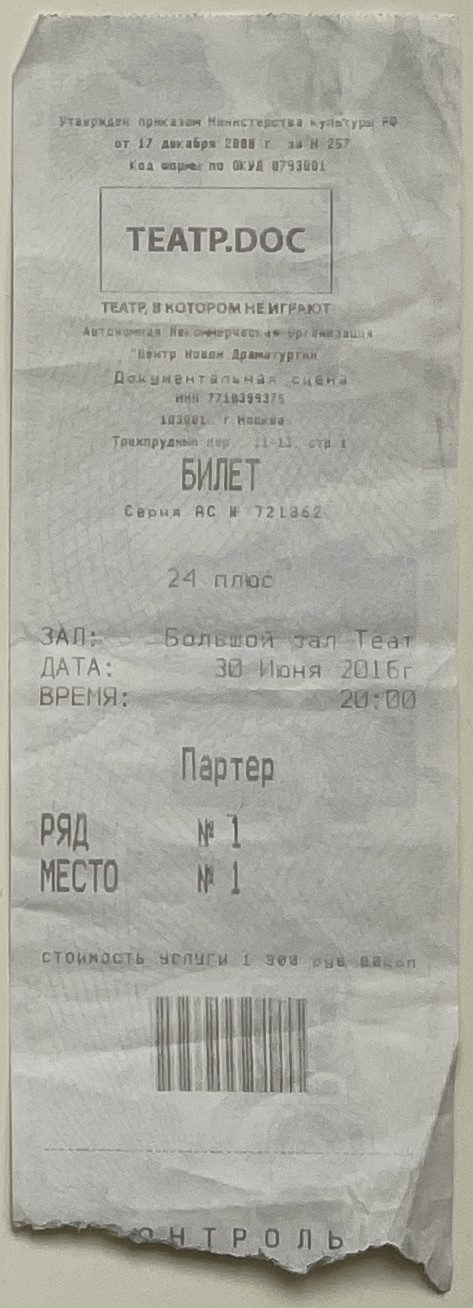 Утвержден приказом Министерства культуры РФ
от 17 декабря 2008 г. за N 257
Код формы по ОКУД 0793001
ТЕАТР.DOC
ТЕАТР, В КОТОРОМ НЕ ИГРАЮТ
Автономная Некоммерческая Организация
"Центр Новой Драматургии
Документальная сцена
ИНН 7710399375
103001 г Москва
Трехпрудный пер. 11-13, стр 1
БИЛЕТ
Серия АС № 721362
24 плюс
ЗАЛ: Большой зал Теат
ДАТА: 30 Июня 2016г
ВРЕМЯ: 20:00
Партер
РЯД № 1
МЕСТО № 1
СТОИМОСТЬ УСЛУГИ 1 900 руб 00коп
ОНТРОЛЬ